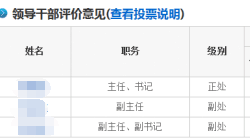 领导干部评价意见(查看投票说明)
姓名 职务 级别
主任、书记 正处
副主任 副处
副主任、副书记 副处